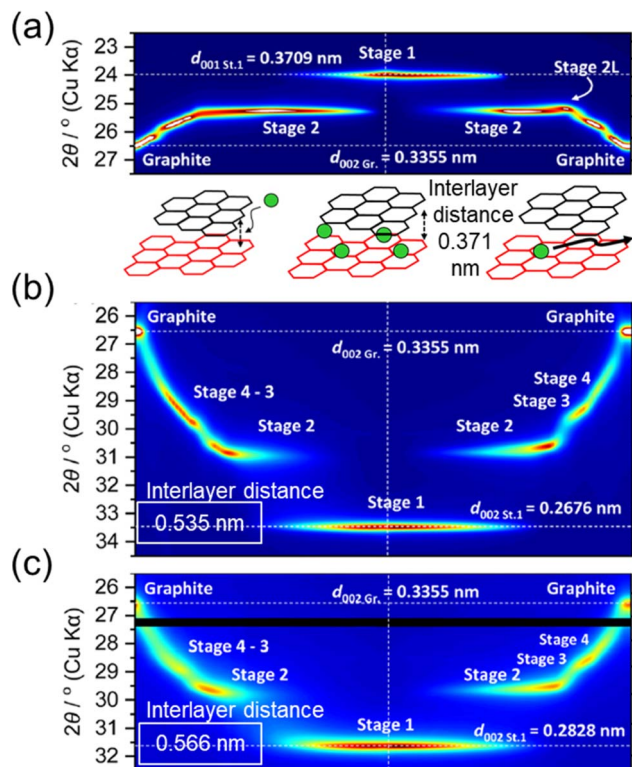 (a)
23
24
25
26
27
2θ / ° (Cu Kα)
d001 St.1 = 0.3709 nm
Stage 1
Stage 2L
Stage 2
Stage 2
Graphite
d002 Gr. = 0.3355 nm
Graphite
Interlayer
distance
0.371
nm
(b)
26
27
28
29
30
31
32
33
34
2θ / ° (Cu Kα)
Graphite
Graphite
d002 Gr. = 0.3355 nm
Stage 4 - 3
Stage 4
Stage 3
Stage 2
Stage 2
Interlayer distance
0.535 nm
Stage 1
d002 St.1 = 0.2676 nm
(c)
26
27
28
29
30
31
32
2θ / ° (Cu Kα)
Graphite
d002 Gr. = 0.3355 nm
Graphite
Stage 4 - 3
Stage 4
Stage 3
Stage 2
Stage 2
Interlayer distance
0.566 nm
Stage 1
d002 St.1 = 0.2828 nm